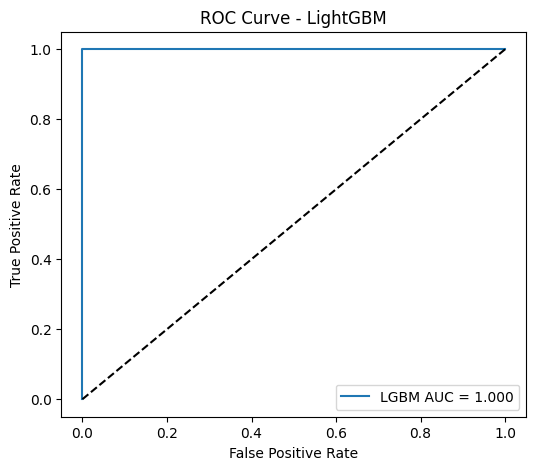 ROC Curve - LightGBM
1.0
0.8
0.6
0.4
0.2
0.0
True Positive Rate
LGBM AUC = 1.000
0.0 0.2 0.4 0.6 0.8 1.0
False Positive Rate